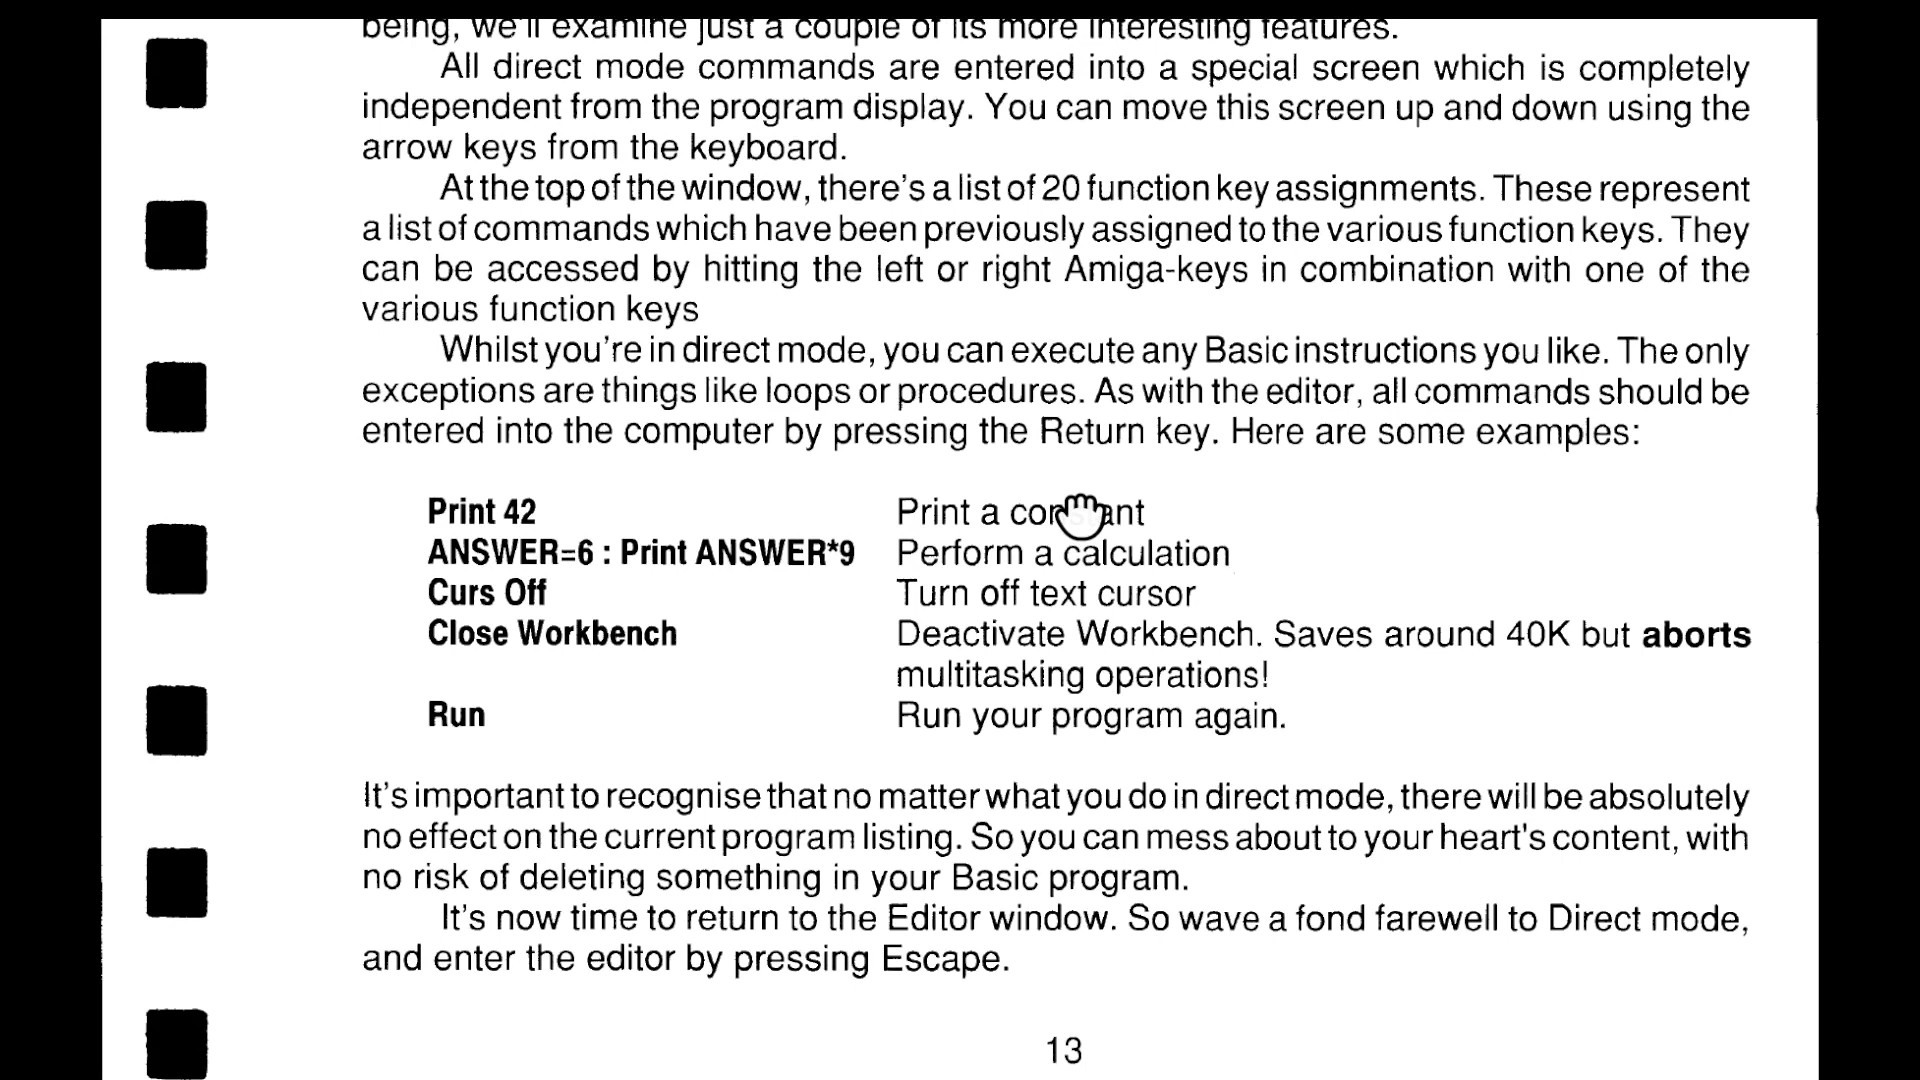 being, we'll examine just a couple of its more interesting features.
All direct mode commands are entered into a special screen which is completely
independent from the program display. You can move this screen up and down using the
arrow keys from the keyboard.
At the top of the window, there's a list of 20 function key assignments. These represent
a list of commands which have been previously assigned to the various function keys. They
can be accessed by hitting the left or right Amiga-keys in combination with one of the
various function keys
Whilst you're in direct mode, you can execute any Basic instructions you like. The only
exceptions are things like loops or procedures. As with the editor, all commands should be
entered into the computer by pressing the Return key. Here are some examples:
Print 42 Print a constant
ANSWER=6 : Print ANSWER*9 Perform a calculation
Curs Off Turn off text cursor
Close Workbench Deactivate Workbench. Saves around 40K but aborts
multitasking operations!
Run Run your program again.
It's important to recognise that no matter what you do in direct mode, there will be absolutely
no effect on the current program listing. So you can mess about to your heart's content, with
no risk of deleting something in your Basic program.
It's now time to return to the Editor window. So wave a fond farewell to Direct mode,
and enter the editor by pressing Escape.
13